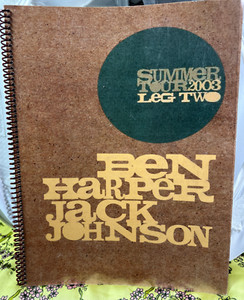 SUMMER
TOUR 2003
LEG TWO
BEN
HARPER
JACK
JOHNSON